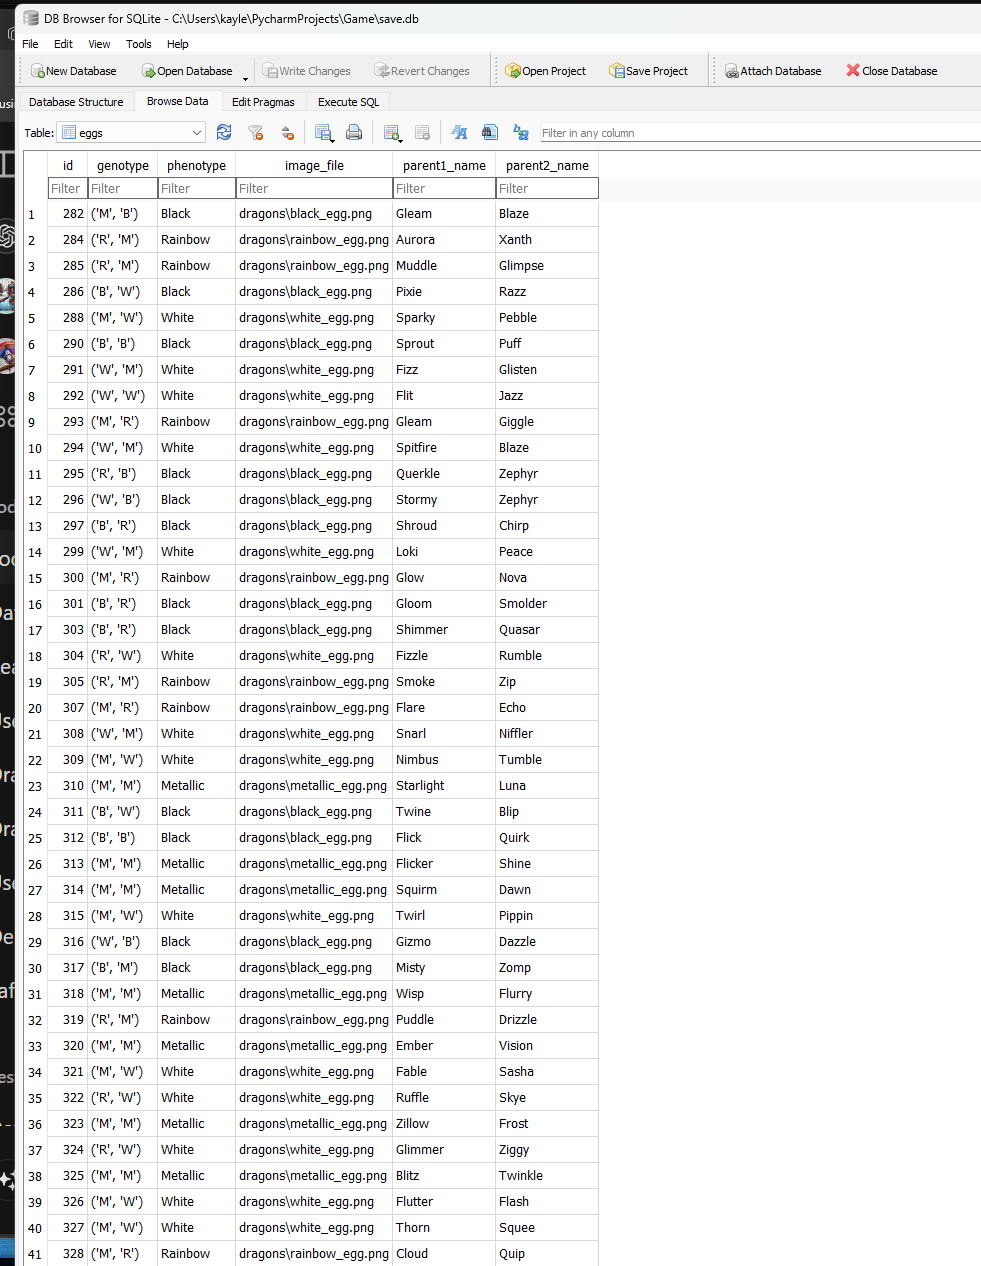 DB Browser for SQLite - C:\Users\kayle\PycharmProjects\Game\save.db
File Edit View Tools Help
New Database Open Database Write Changes Revert Changes Open Project Save Project Attach Database Close Database
Database Structure Browse Data Edit Pragmas Execute SQL
Table: eggs Filter in any column
id genotype phenotype image_file parent1_name parent2_name
Filter Filter Filter Filter Filter Filter
1 282 ('M', 'B') Black dragons\black_egg.png Gleam Blaze
2 284 ('R', 'M') Rainbow dragons\rainbow_egg.png Aurora Xanth
3 285 ('R', 'M') Rainbow dragons\rainbow_egg.png Muddle Glimpse
4 286 ('B', 'W') Black dragons\black_egg.png Pixie Razz
5 288 ('M', 'W') White dragons\white_egg.png Sparky Pebble
6 290 ('B', 'B') Black dragons\black_egg.png Sprout Puff
7 291 ('W', 'M') White dragons\white_egg.png Fizz Glisten
8 292 ('W', 'W') White dragons\white_egg.png Flit Jazz
9 293 ('M', 'R') Rainbow dragons\rainbow_egg.png Gleam Giggle
10 294 ('W', 'M') White dragons\white_egg.png Spitfire Blaze
11 295 ('R', 'B') Black dragons\black_egg.png Querkle Zephyr
12 296 ('W', 'B') Black dragons\black_egg.png Stormy Zephyr
13 297 ('B', 'R') Black dragons\black_egg.png Shroud Chirp
14 299 ('W', 'M') White dragons\white_egg.png Loki Peace
15 300 ('M', 'R') Rainbow dragons\rainbow_egg.png Glow Nova
16 301 ('B', 'R') Black dragons\black_egg.png Gloom Smolder
17 303 ('B', 'R') Black dragons\black_egg.png Shimmer Quasar
18 304 ('R', 'W') White dragons\white_egg.png Fizzle Rumble
19 305 ('R', 'M') Rainbow dragons\rainbow_egg.png Smoke Zip
20 307 ('M', 'R') Rainbow dragons\rainbow_egg.png Flare Echo
21 308 ('W', 'M') White dragons\white_egg.png Snarl Niffler
22 309 ('M', 'W') White dragons\white_egg.png Nimbus Tumble
23 310 ('M', 'M') Metallic dragons\metallic_egg.png Starlight Luna
24 311 ('B', 'W') Black dragons\black_egg.png Twine Blip
25 312 ('B', 'B') Black dragons\black_egg.png Flick Quirk
26 313 ('M', 'M') Metallic dragons\metallic_egg.png Flicker Shine
27 314 ('M', 'M') Metallic dragons\metallic_egg.png Squirm Dawn
28 315 ('M', 'W') White dragons\white_egg.png Twirl Pippin
29 316 ('W', 'B') Black dragons\black_egg.png Gizmo Dazzle
30 317 ('B', 'M') Black dragons\black_egg.png Misty Zomp
31 318 ('M', 'M') Metallic dragons\metallic_egg.png Wisp Flurry
32 319 ('R', 'M') Rainbow dragons\rainbow_egg.png Puddle Drizzle
33 320 ('M', 'M') Metallic dragons\metallic_egg.png Ember Vision
34 321 ('M', 'W') White dragons\white_egg.png Fable Sasha
35 322 ('R', 'W') White dragons\white_egg.png Ruffle Skye
36 323 ('M', 'M') Metallic dragons\metallic_egg.png Zillow Frost
37 324 ('R', 'W') White dragons\white_egg.png Glimmer Ziggy
38 325 ('M', 'M') Metallic dragons\metallic_egg.png Blitz Twinkle
39 326 ('M', 'W') White dragons\white_egg.png Flutter Flash
40 327 ('M', 'W') White dragons\white_egg.png Thorn Squee
41 328 ('M', 'R') Rainbow dragons\rainbow_egg.png Cloud Quip